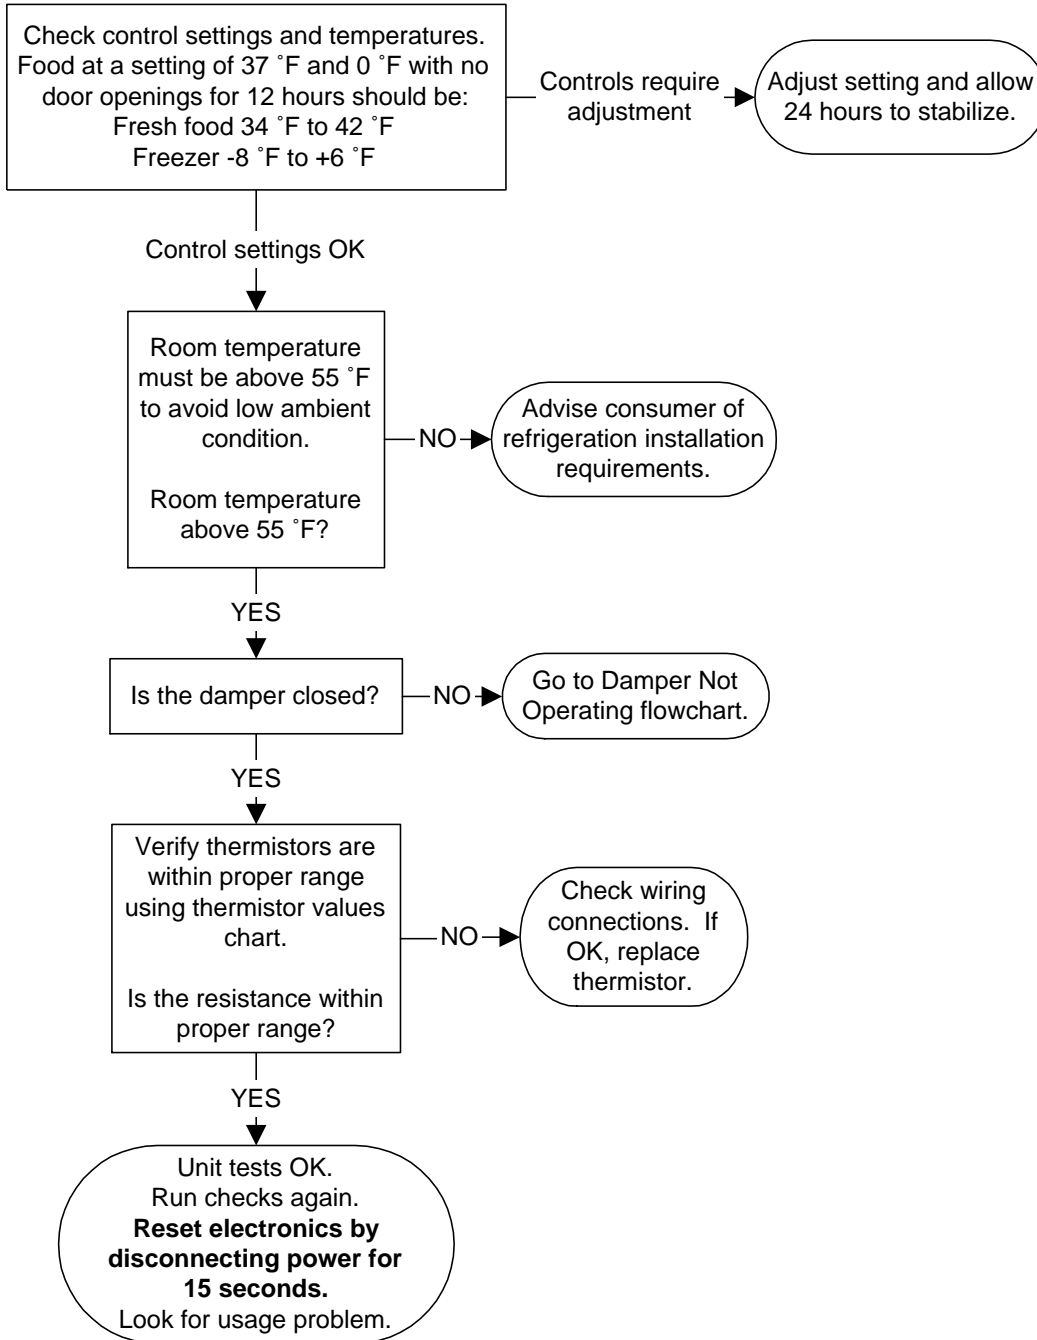 Check control settings and temperatures.
Food at a setting of 37 ˚F and 0 ˚F with no
door openings for 12 hours should be:
Fresh food 34 ˚F to 42 ˚F
Freezer -8 ˚F to +6 ˚F
Controls require
adjustment
Adjust setting and allow
24 hours to stabilize.
Control settings OK
Room temperature
must be above 55 ˚F
to avoid low ambient
condition.
Room temperature
above 55 ˚F?
NO
Advise consumer of
refrigeration installation
requirements.
YES
Is the damper closed?
NO
Go to Damper Not
Operating flowchart.
YES
Verify thermistors are
within proper range
using thermistor values
chart.
Is the resistance within
proper range?
NO
Check wiring
connections.  If
OK, replace
thermistor.
YES
Unit tests OK.
Run checks again.
Reset electronics by
disconnecting power for
15 seconds.
Look for usage problem.